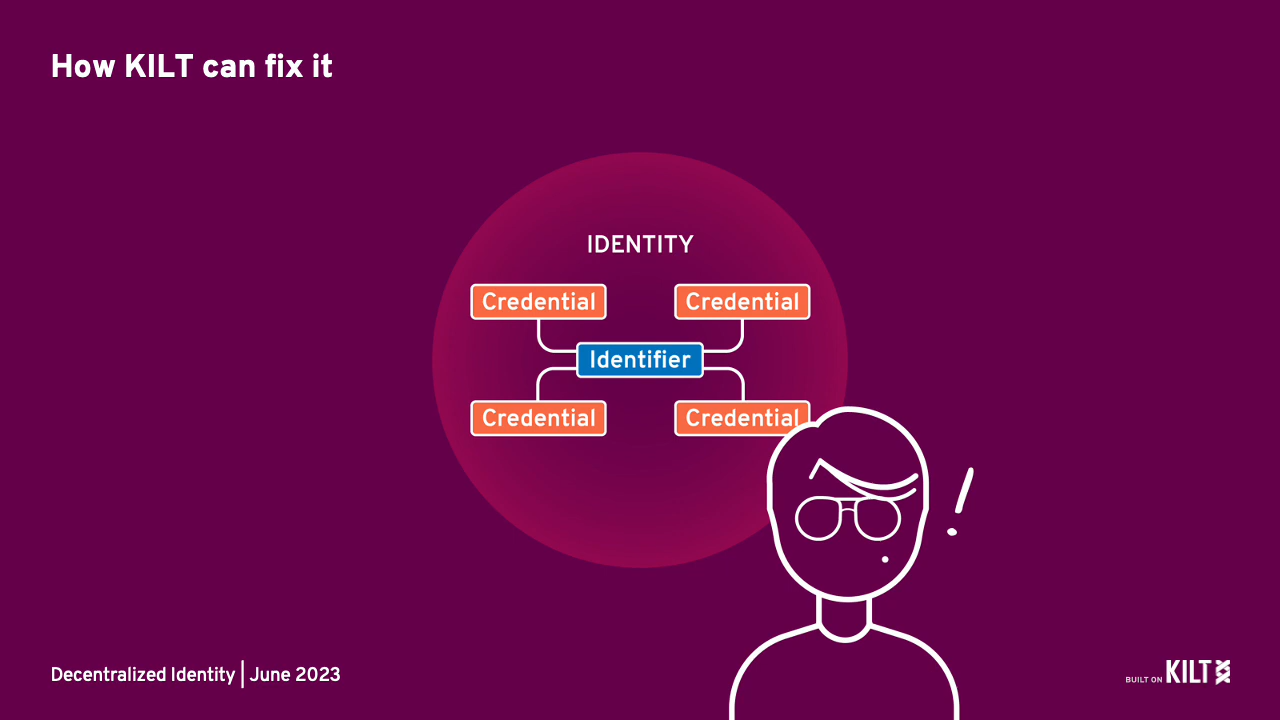 How KILT can fix it
IDENTITY
Credential
Credential
Identifier
Credential
Credential
Decentralized Identity | June 2023
BUILT ON KILT